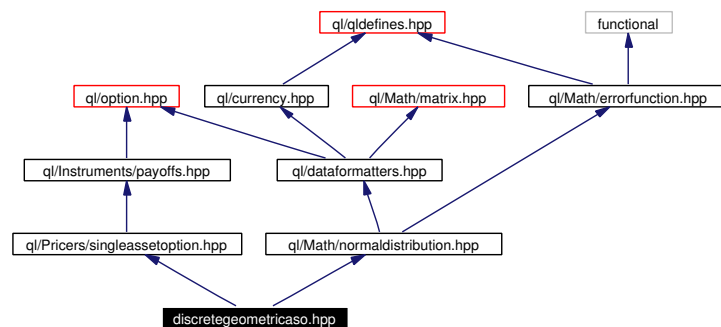 ql/qldefines.hpp
functional
ql/option.hpp
ql/currency.hpp
ql/Math/matrix.hpp
ql/Math/errorfunction.hpp
ql/Instruments/payoffs.hpp
ql/dataformatters.hpp
ql/Pricers/singleassetoption.hpp
ql/Math/normaldistribution.hpp
discretegeometricaso.hpp